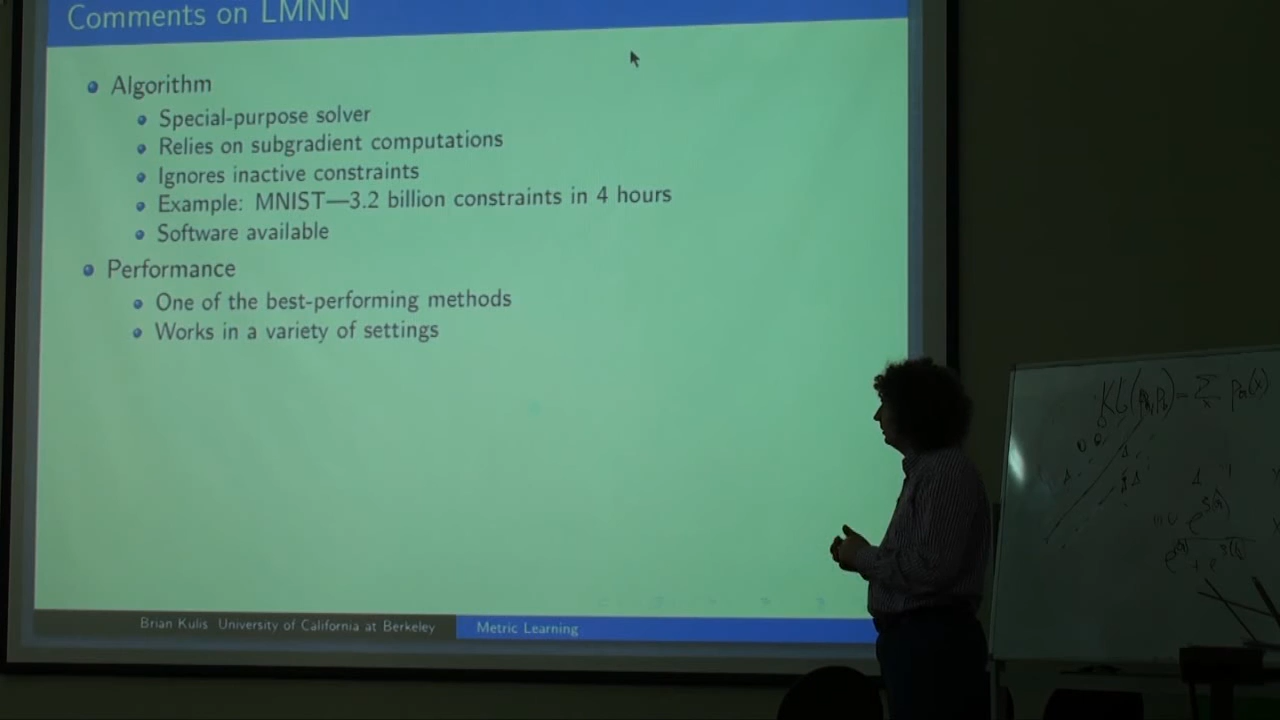 Comments on LMNN
Algorithm
Special-purpose solver
Relies on subgradient computations
Ignores inactive constraints
Example: MNIST—3.2 billion constraints in 4 hours
Software available
Performance
One of the best-performing methods
Works in a variety of settings
Brian Kulis University of California at Berkeley
Metric Learning